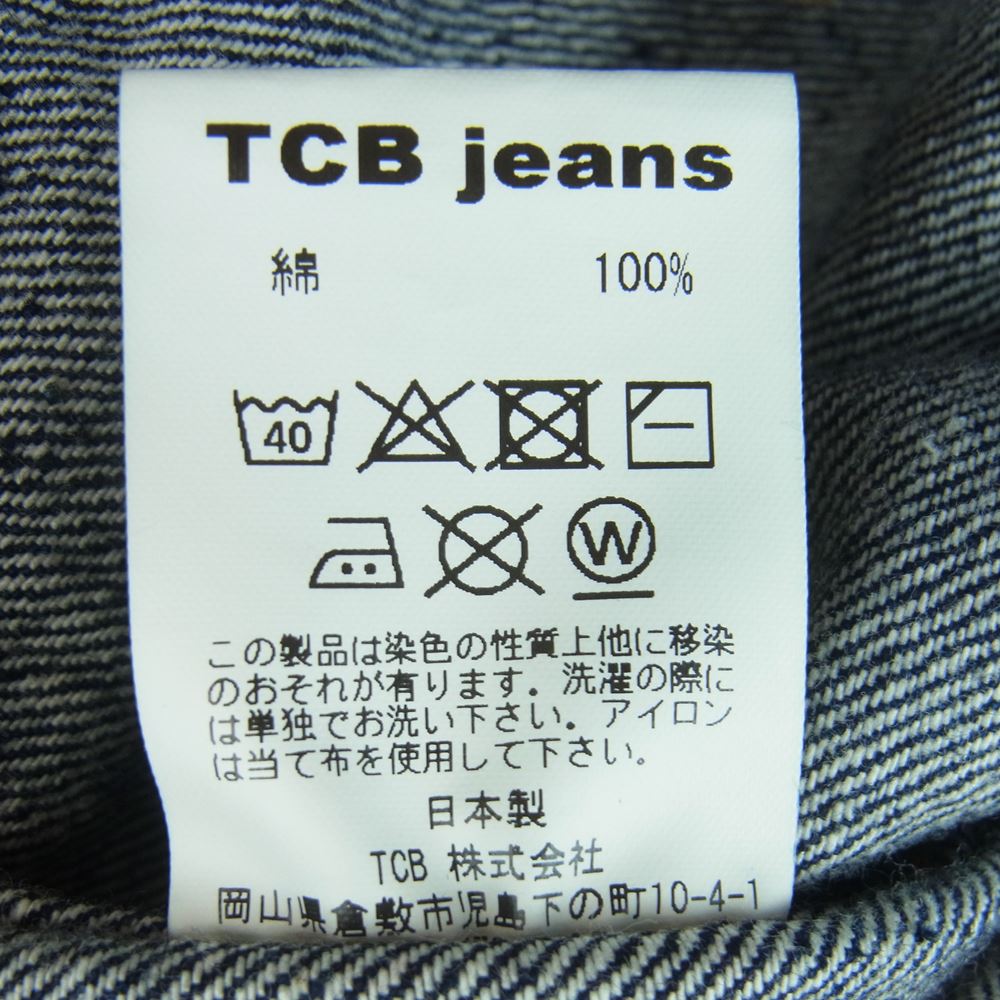 TCB jeans
綿 100%
40
W
この製品は染色の性質上他に移染
のおそれが有ります。洗濯の際に
は単独でお洗い下さい。アイロン
は当て布を使用して下さい。
日本製
TCB 株式会社
岡山県倉敷市児島下の町10-4-1